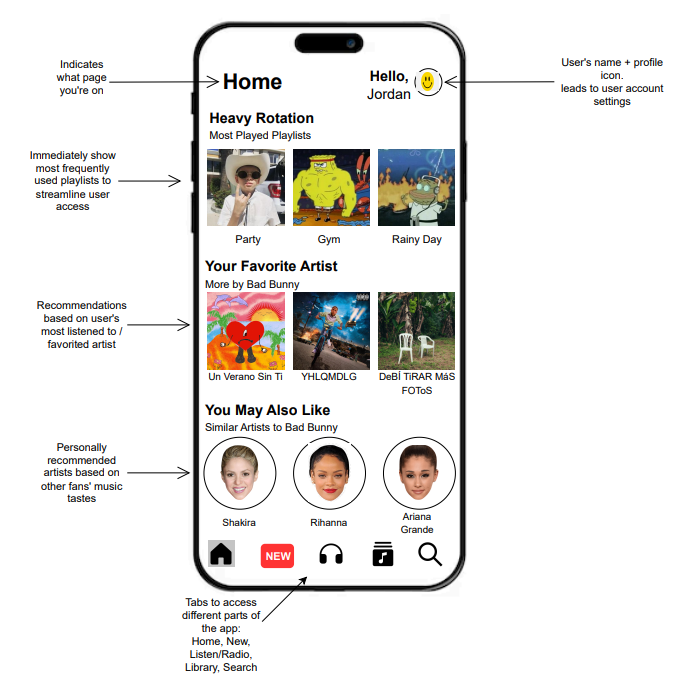 Indicates
what page
you're on
Home
Hello,
Jordan
User's name + profile
icon.
leads to user account
settings
Heavy Rotation
Most Played Playlists
Immediately show
most frequently
used playlists to
streamline user
access
Party
Gym
Rainy Day
Your Favorite Artist
More by Bad Bunny
Recommendations
based on user's
most listened to /
favorited artist
Un Verano Sin Ti
YHLQMDLG
DeBÍ TiRAR MáS
FOToS
You May Also Like
Similar Artists to Bad Bunny
Personally
recommended
artists based on
other fans' music
tastes
Shakira
Rihanna
Ariana
Grande
NEW
Tabs to access
different parts of
the app:
Home, New,
Listen/Radio,
Library, Search